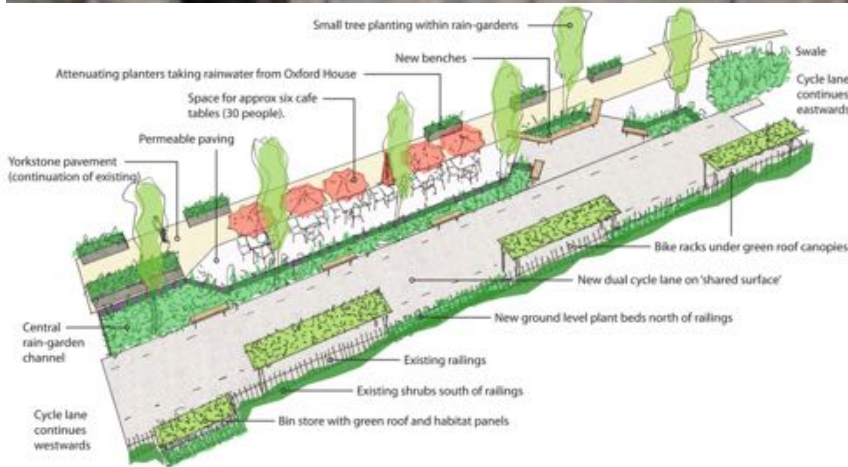 Small tree planting within rain-gardens
New benches
Swale
Attenuating planters taking rainwater from Oxford House
Cycle lane
continues
eastwards
Space for approx six cafe
tables (30 people).
Permeable paving
Yorkstone pavement
(continuation of existing)
Bike racks under green roof canopies
New dual cycle lane on 'shared surface'
New ground level plant beds north of railings
Central
rain-garden
channel
Existing railings
Existing shrubs south of railings
Cycle lane
continues
westwards
Bin store with green roof and habitat panels